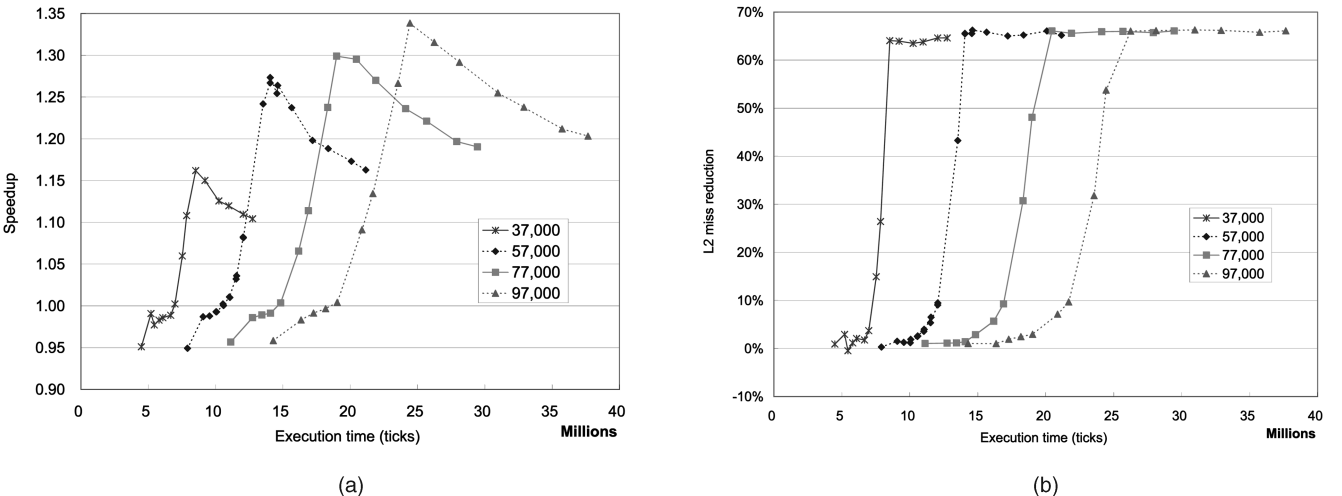 1.35
1.30
1.25
1.20
1.15
1.10
1.05
1.00
0.95
0.90
Speedup
0 5 10 15 20 25 30 35 40
Execution time (ticks)
Millions
37,000
57,000
77,000
97,000
(a)
70%
60%
50%
40%
30%
20%
10%
0%
-10%
L2 miss reduction
0 5 10 15 20 25 30 35 40
Execution time (ticks)
Millions
37,000
57,000
77,000
97,000
(b)